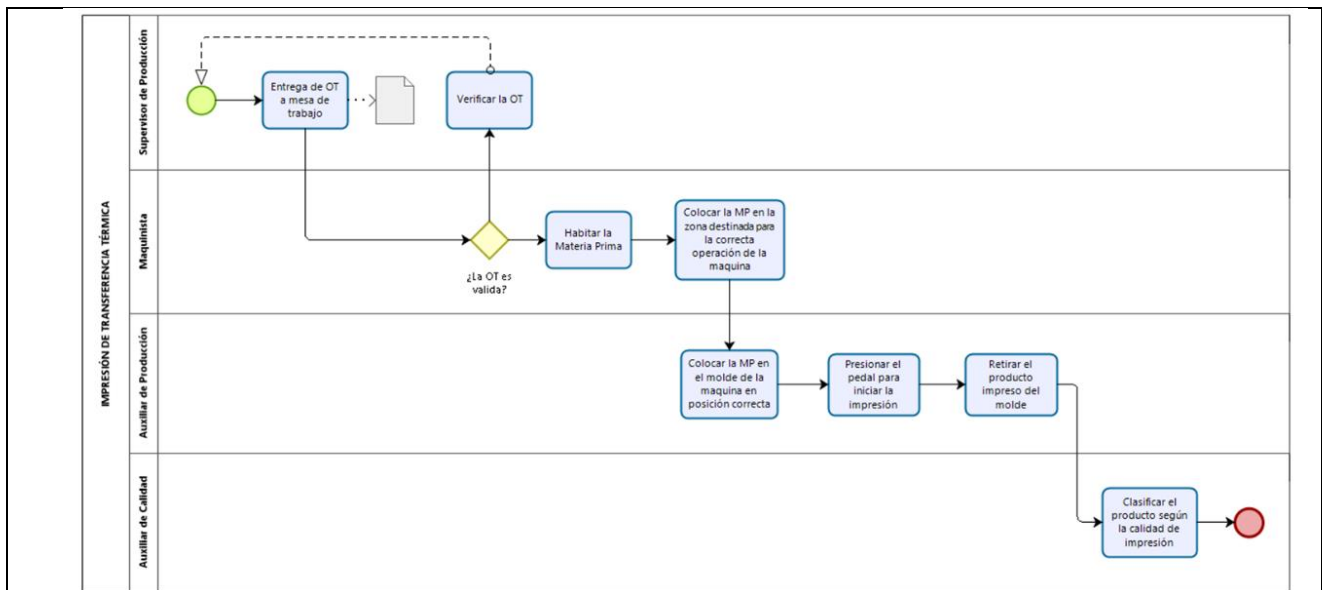 IMPRESIÓN DE TRANSFERENCIA TÉRMICA
Supervisor de Producción
Entrega de OT
a mesa de
trabajo
Verificar la OT
Maquinista
¿La OT es
valida?
Habitar la
Materia Prima
Colocar la MP en la
zona destinada para
la correcta
operación de la
maquina
Auxiliar de Producción
Colocar la MP en
el molde de la
maquina en
posición correcta
Presionar el
pedal para
iniciar la
impresión
Retirar el
producto
impreso del
molde
Auxiliar de Calidad
Clasificar el
producto según
la calidad de
impresión